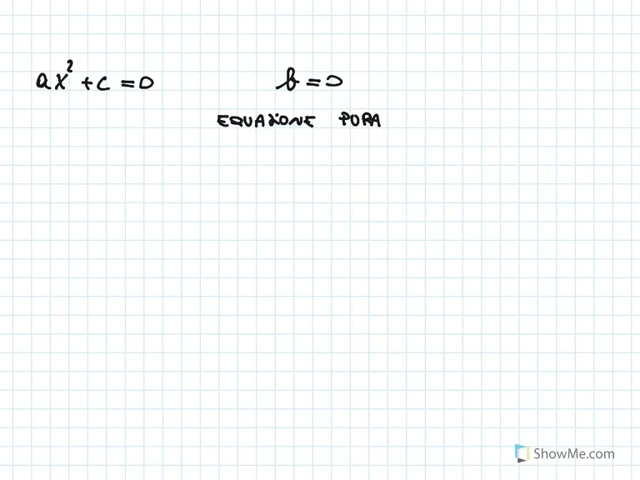 ax² + c = 0 b = 0
EQUAZIONE PURA
ShowMe.com